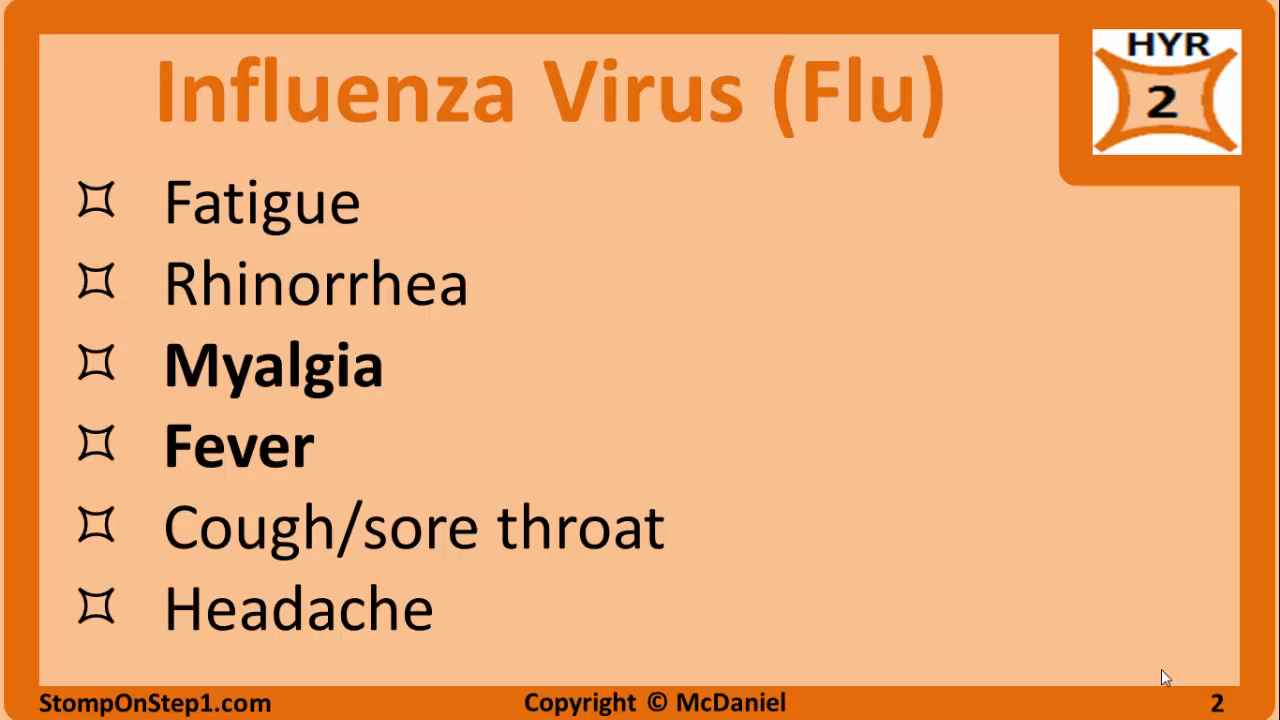 Influenza Virus (Flu)
HYR
2
Fatigue
Rhinorrhea
Myalgia
Fever
Cough/sore throat
Headache
StompOnStep1.com
Copyright © McDaniel
2